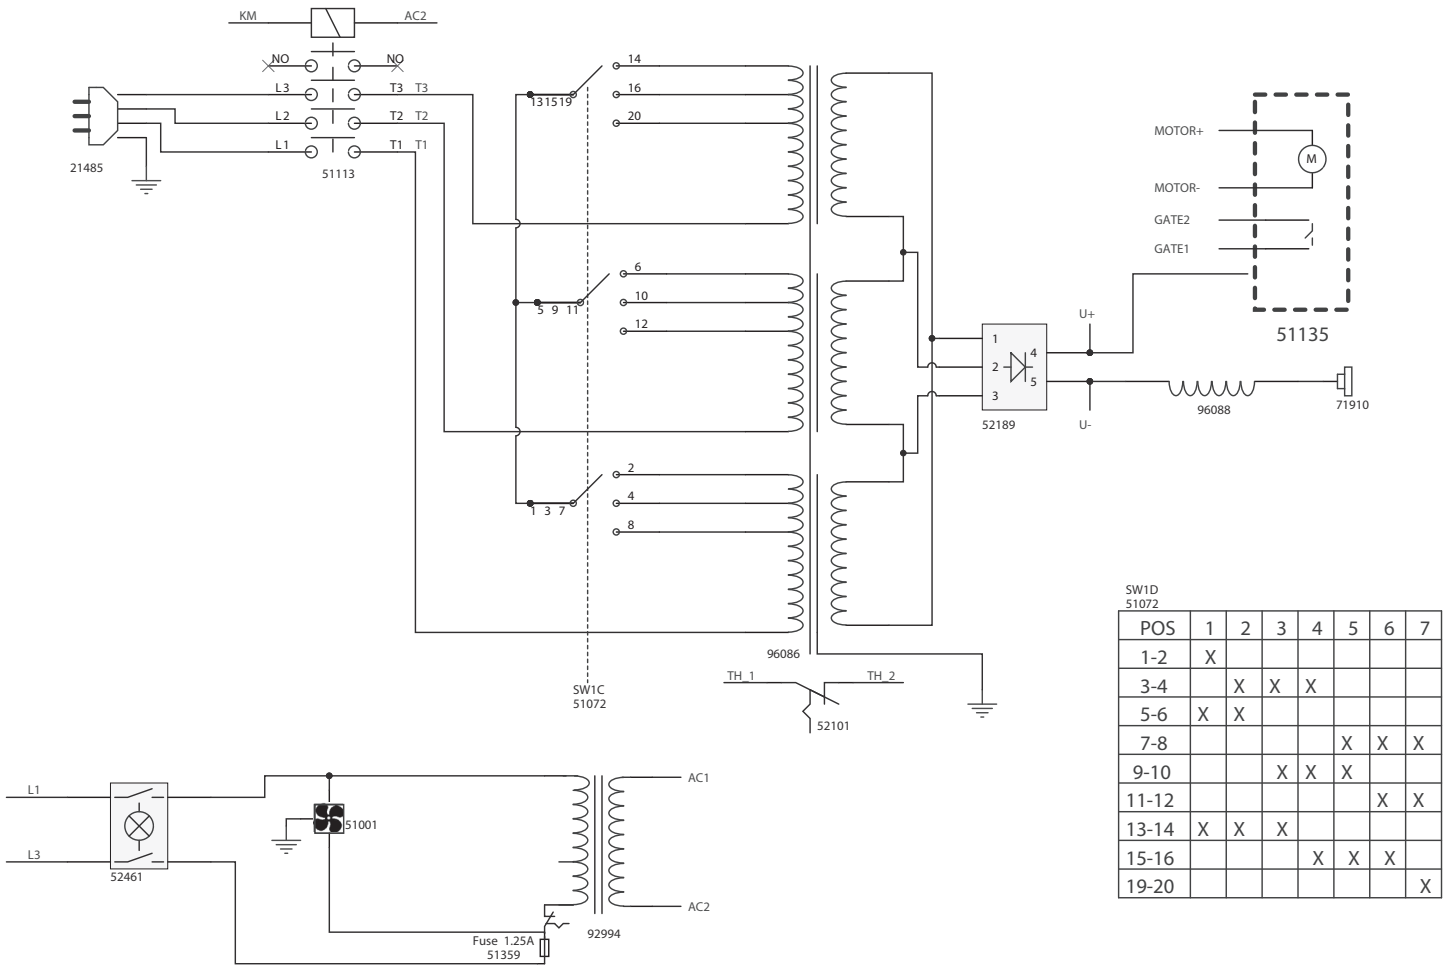 KM
AC2
NO
NO
L3
T3
T3
L2
T2
T2
L1
T1
T1
21485
51113
131519
14
16
20
5 9 11
6
10
12
1 3 7
2
4
8
96086
SW1C
51072
TH_1
TH_2
52101
1
2
3
4
5
52189
U+
U-
MOTOR+
MOTOR-
GATE2
GATE1
M
51135
96088
71910
L1
L3
52461
51001
Fuse 1.25A
51359
92994
AC1
AC2
SW1D
51072
POS 1 2 3 4 5 6 7
1-2 X
3-4 X X X
5-6 X X
7-8 X X X
9-10 X X X
11-12 X X
13-14 X X X
15-16 X X X
19-20 X